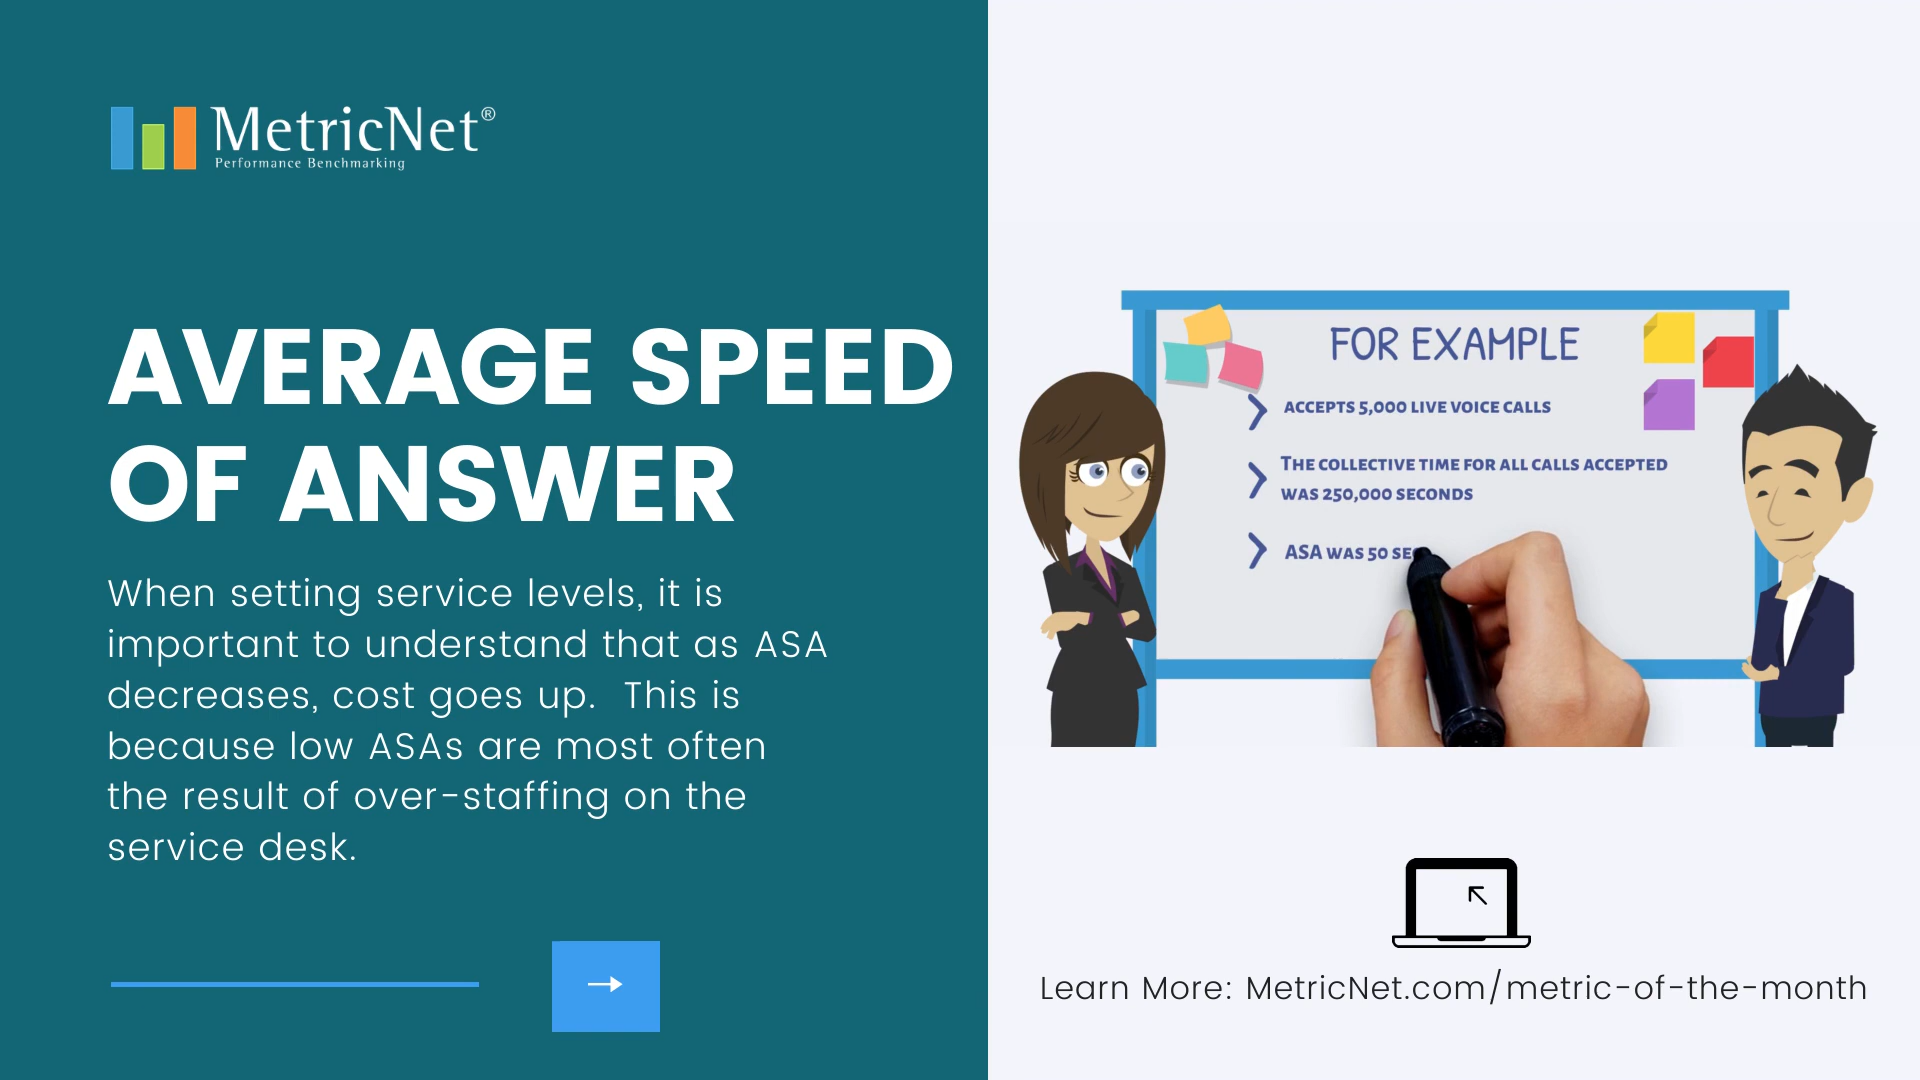 MetricNet®
Performance Benchmarking
AVERAGE SPEED
OF ANSWER
When setting service levels, it is
important to understand that as ASA
decreases, cost goes up. This is
because low ASAs are most often
the result of over-staffing on the
service desk.
FOR EXAMPLE
ACCEPTS 5,000 LIVE VOICE CALLS
THE COLLECTIVE TIME FOR ALL CALLS ACCEPTED
WAS 250,000 SECONDS
ASA WAS 50
Learn More: MetricNet.com/metric-of-the-month